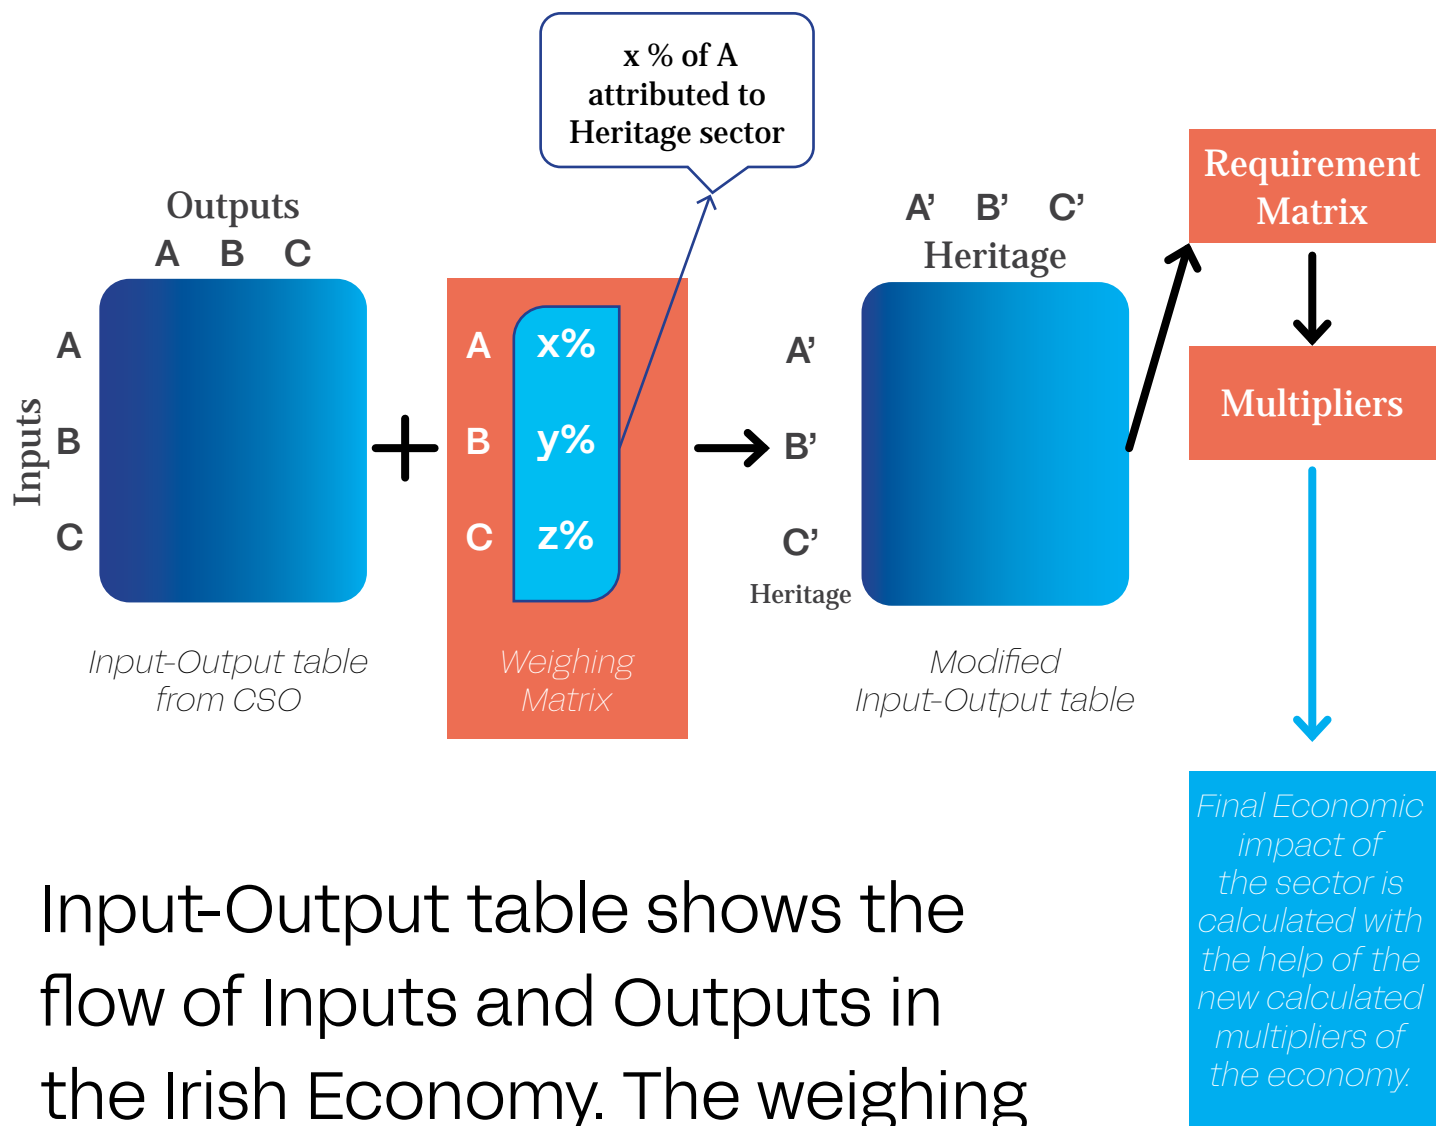 x % of A
attributed to
Heritage sector
Outputs
A B C
Inputs
A
B
C
Input-Output table
from CSO
A x%
B y%
C z%
Weighing
Matrix
A’ B’ C’
Heritage
A’
B’
C’
Heritage
Modified
Input-Output table
Requirement
Matrix
Multipliers
Final Economic
impact of
the sector is
calculated with
the help of the
new calculated
multipliers of
the economy.
Input-Output table shows the
flow of Inputs and Outputs in
the Irish Economy. The weighing